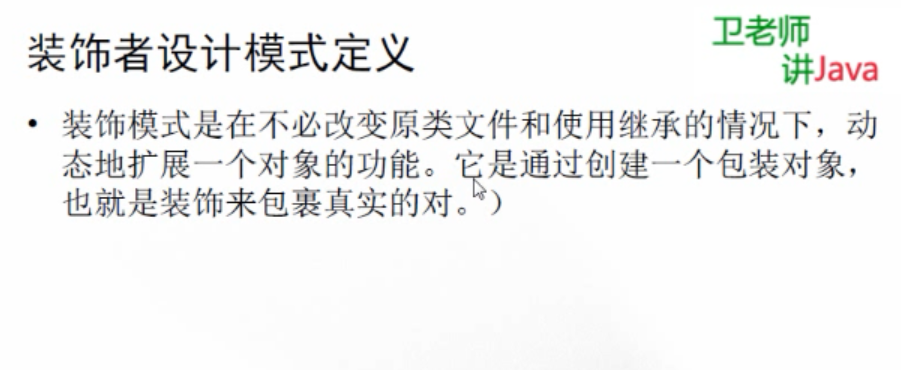 装饰者设计模式定义
卫老师
讲Java
• 装饰模式是在不必改变原类文件和使用继承的情况下，动
态地扩展一个对象的功能。它是通过创建一个包装对象，
也就是装饰来包裹真实的对。）